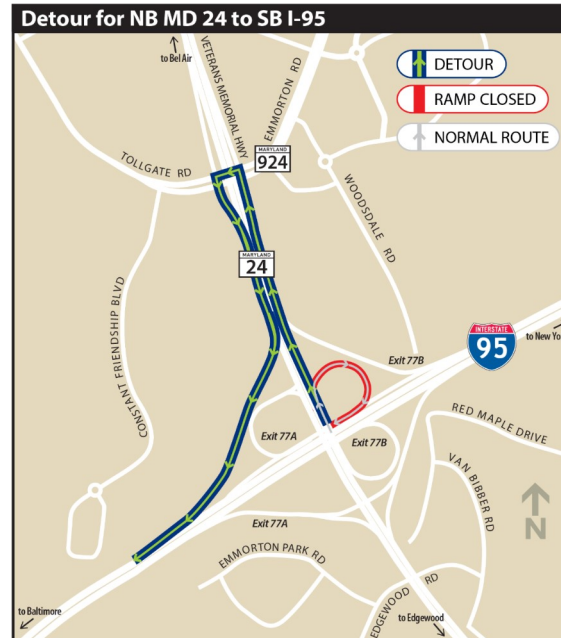 Detour for NB MD 24 to SB I-95
to Bel Air
VETERANS MEMORIAL HWY
EMMORTON RD
DETOUR
RAMP CLOSED
NORMAL ROUTE
TOLLGATE RD
MARYLAND
924
WOODSDALE RD
MARYLAND
24
CONSTANT FRIENDSHIP BLVD
INTERSTATE
95
to New Yo
Exit 77B
Exit 77A
Exit 77B
RED MAPLE DRIVE
VAN BIBBER RD
N
Exit 77A
EMMORTON PARK RD
EDGEWOOD RD
to Baltimore
to Edgewood